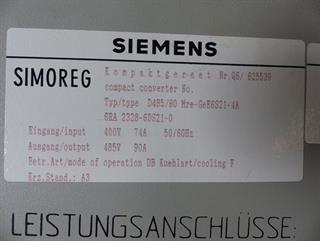 SIEMENS
SIMOREG
Kompaktgeraet Nr.Q6/ 625539
compact converter No.
Typ/type D485/90 Mre-GeE6S21-4A
6RA 2328-6DS21-0
Eingang/input 400V 74A 50/60Hz
Ausgang/output 485V 90A
Betr.Art/mode of operation DB Kuehlart/cooling F
Erz.Stand.: A3
LEISTUNGSANSCHLÜSSE: